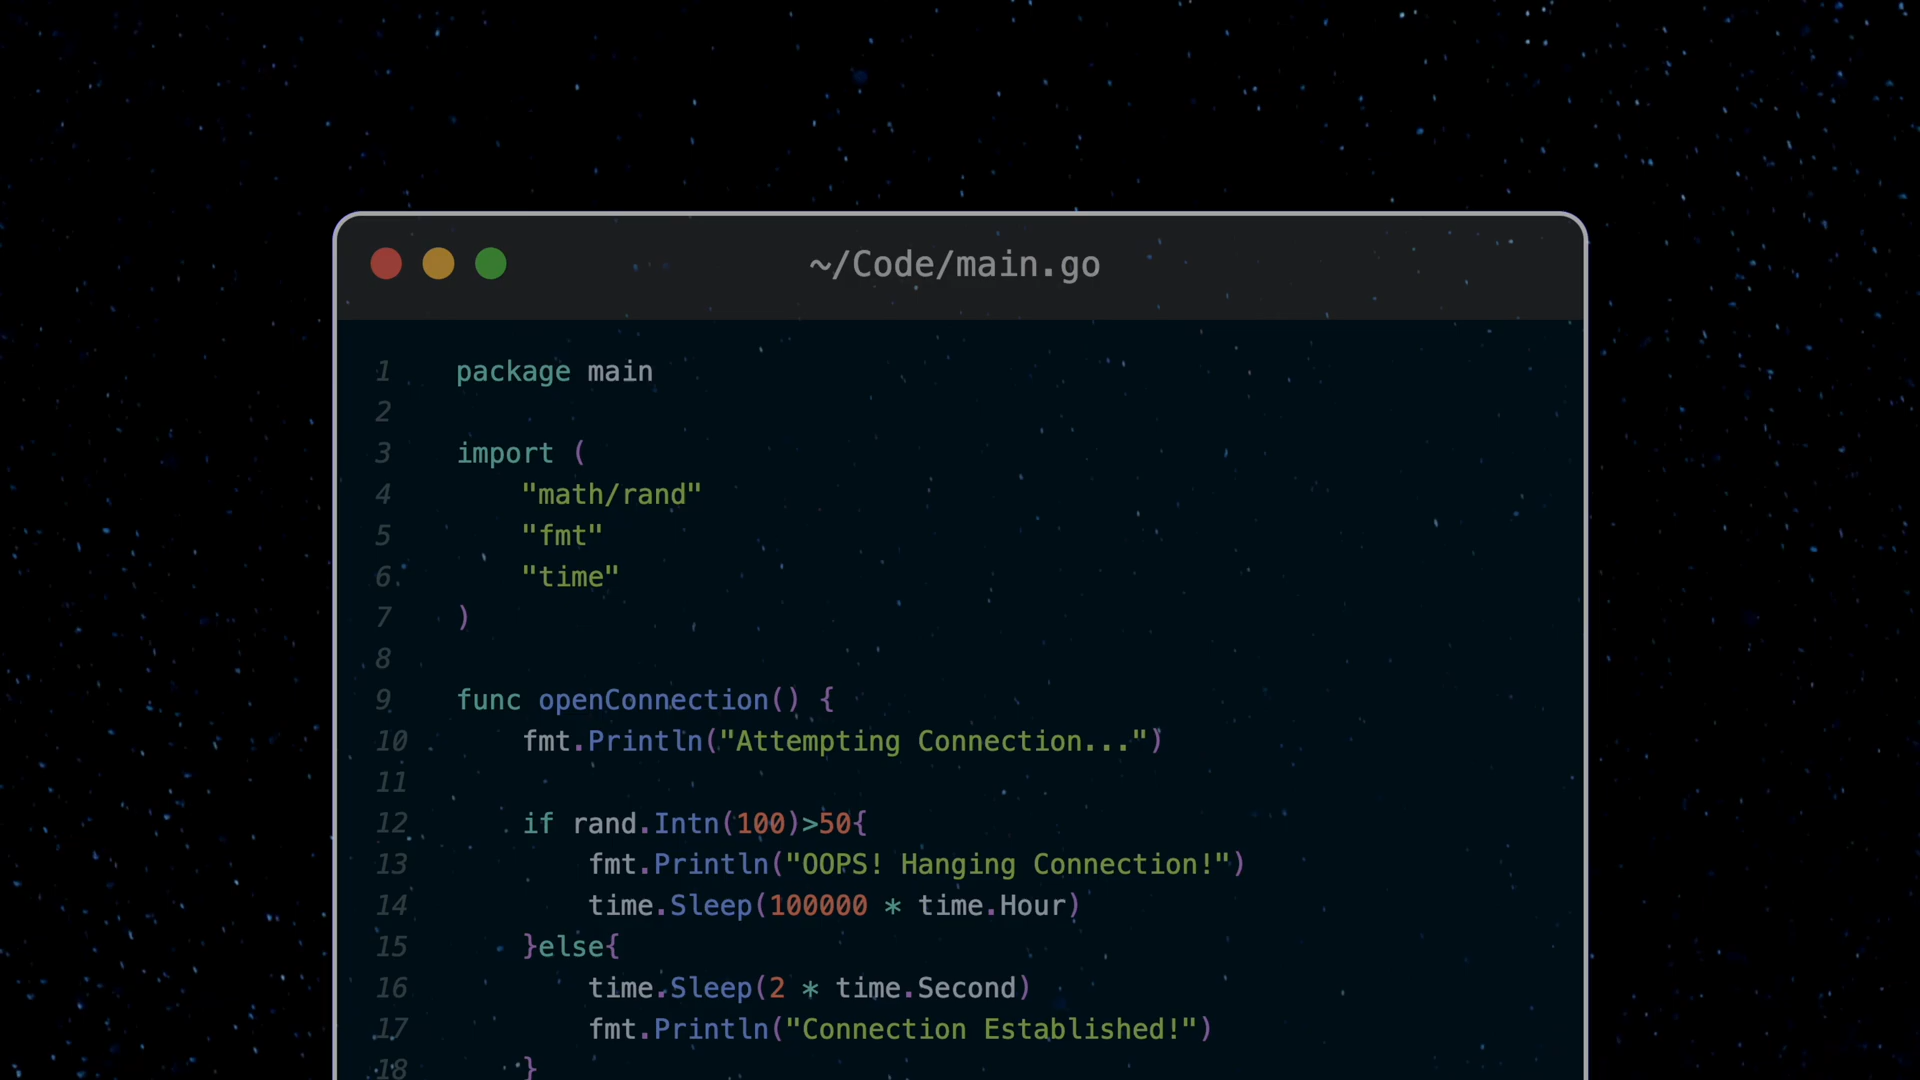 ~/Code/main.go
1 package main
2
3 import (
4 "math/rand"
5 "fmt"
6 "time"
7 )
8
9 func openConnection() {
10 fmt.Println("Attempting Connection...")
11
12 if rand.Intn(100)>50{
13 fmt.Println("OOPS! Hanging Connection!")
14 time.Sleep(100000 * time.Hour)
15 }else{
16 time.Sleep(2 * time.Second)
17 fmt.Println("Connection Established!")
18 }